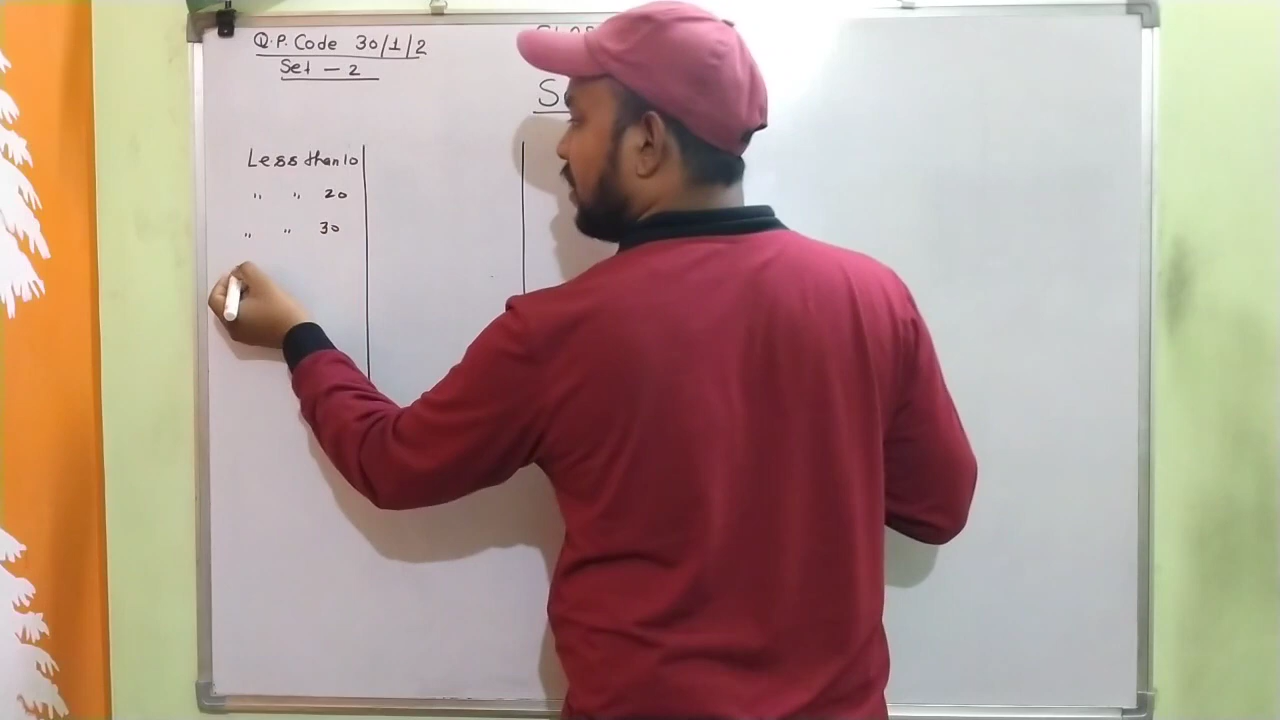 Q.P. Code 30/1/2
Set - 2
Less than 10
" " 20
" " 30